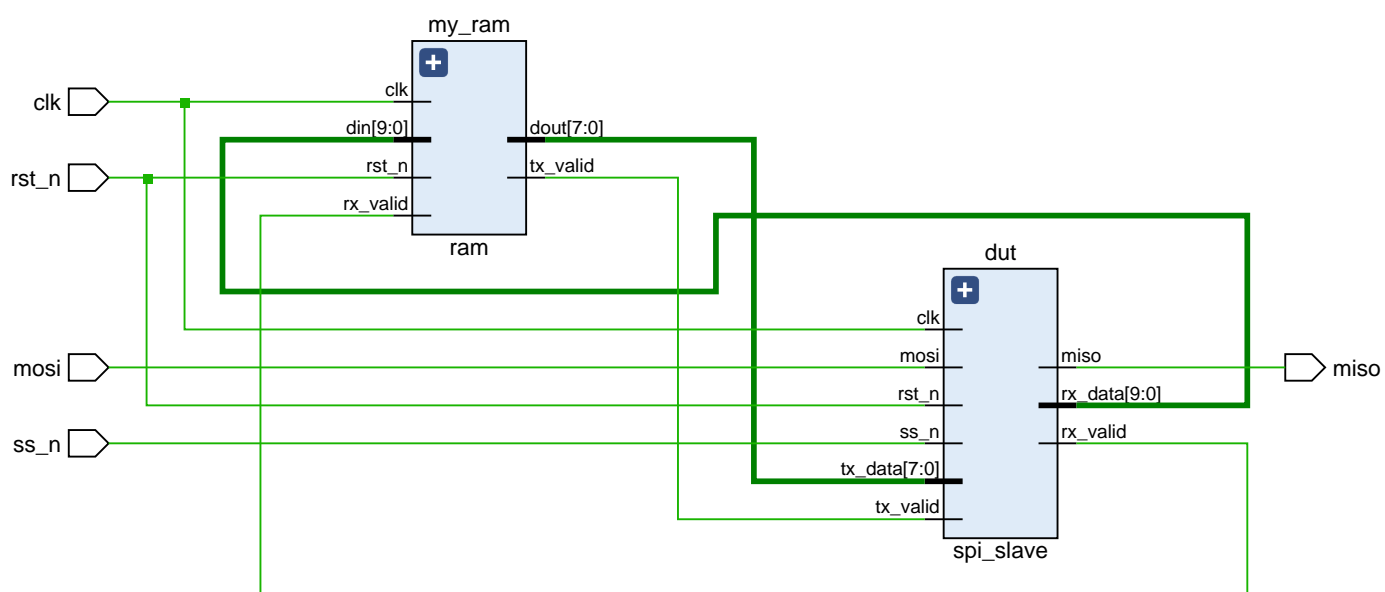 my_ram
clk
clk
din[9:0]
dout[7:0]
rst_n
rst_n
tx_valid
rx_valid
ram
dut
clk
mosi
mosi
miso
miso
rst_n
rx_data[9:0]
ss_n
ss_n
rx_valid
tx_data[7:0]
tx_valid
spi_slave